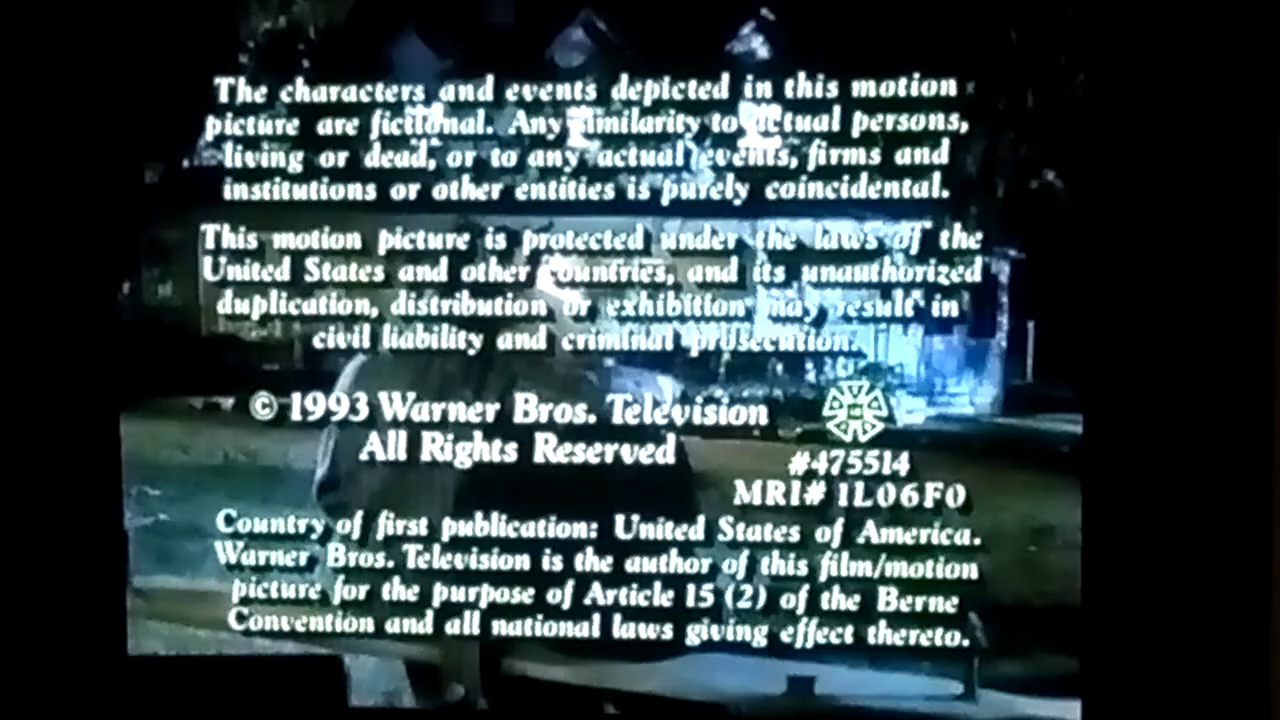 The characters and events depicted in this motion
picture are fictional. Any similarity to actual persons,
living or dead, or to any actual events, firms and
institutions or other entities is purely coincidental.
This motion picture is protected under the laws of the
United States and other countries, and its unauthorized
duplication, distribution or exhibition may result in
civil liability and criminal prosecution.
© 1993 Warner Bros. Television
All Rights Reserved
#475514
MRI# 1L06F0
Country of first publication: United States of America.
Warner Bros. Television is the author of this film/motion
picture for the purpose of Article 15 (2) of the Berne
Convention and all national laws giving effect thereto.